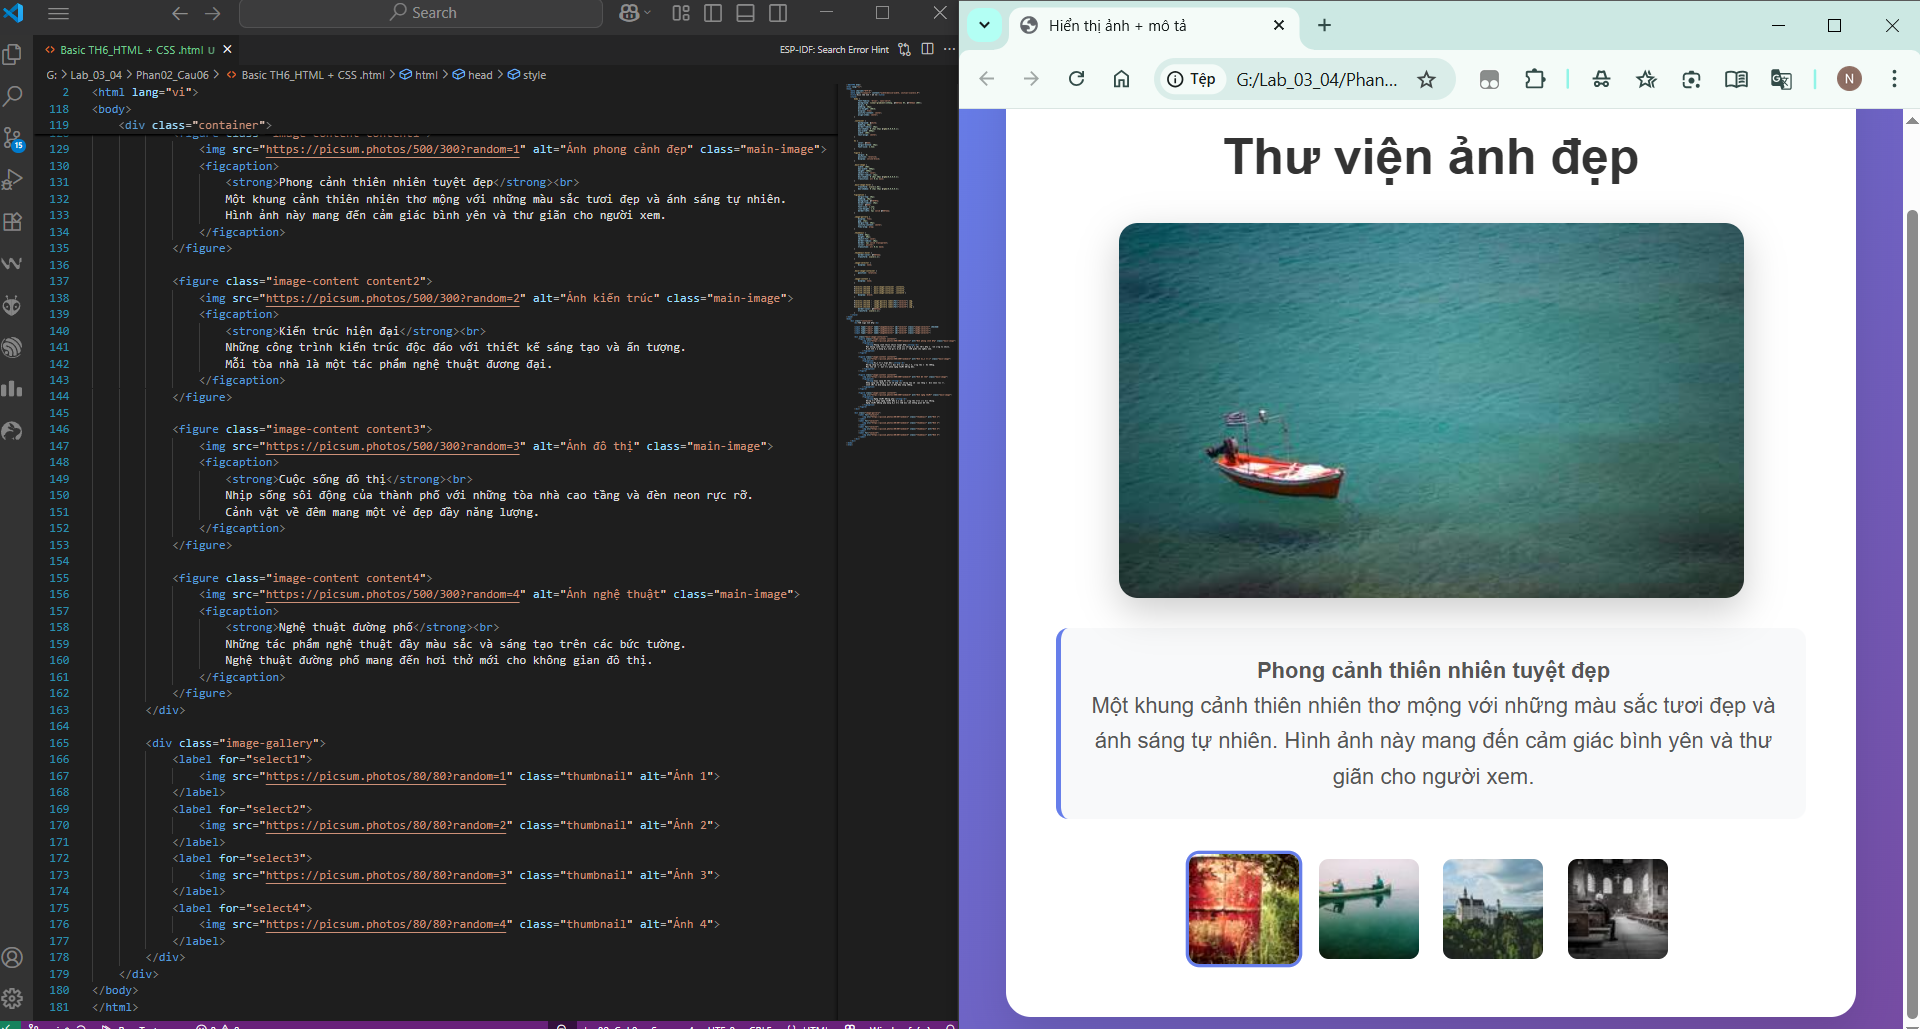 Search
Basic TH6_HTML + CSS .html U
ESP-IDF: Search Error Hint
G: > Lab_03_04 > Phan02_Cau06 > Basic TH6_HTML + CSS .html > html > head > style
2 <html lang="vi">
118 <body>
119 <div class="container">
129 <img src="https://picsum.photos/500/300?random=1" alt="Ảnh phong cảnh đẹp" class="main-image">
130 <figcaption>
131 <strong>Phong cảnh thiên nhiên tuyệt đẹp</strong><br>
132 Một khung cảnh thiên nhiên thơ mộng với những màu sắc tươi đẹp và ánh sáng tự nhiên.
133 Hình ảnh này mang đến cảm giác bình yên và thư giãn cho người xem.
134 </figcaption>
135 </figure>
136
137 <figure class="image-content content2">
138 <img src="https://picsum.photos/500/300?random=2" alt="Ảnh kiến trúc" class="main-image">
139 <figcaption>
140 <strong>Kiến trúc hiện đại</strong><br>
141 Những công trình kiến trúc độc đáo với thiết kế sáng tạo và ấn tượng.
142 Mỗi tòa nhà là một tác phẩm nghệ thuật đương đại.
143 </figcaption>
144 </figure>
145
146 <figure class="image-content content3">
147 <img src="https://picsum.photos/500/300?random=3" alt="Ảnh đô thị" class="main-image">
148 <figcaption>
149 <strong>Cuộc sống đô thị</strong><br>
150 Nhịp sống sôi động của thành phố với những tòa nhà cao tầng và đèn neon rực rỡ.
151 Cảnh vật về đêm mang một vẻ đẹp đầy năng lượng.
152 </figcaption>
153 </figure>
154
155 <figure class="image-content content4">
156 <img src="https://picsum.photos/500/300?random=4" alt="Ảnh nghệ thuật" class="main-image">
157 <figcaption>
158 <strong>Nghệ thuật đường phố</strong><br>
159 Những tác phẩm nghệ thuật đầy màu sắc và sáng tạo trên các bức tường.
160 Nghệ thuật đường phố mang đến hơi thở mới cho không gian đô thị.
161 </figcaption>
162 </figure>
163 </div>
164
165 <div class="image-gallery">
166 <label for="select1">
167 <img src="https://picsum.photos/80/80?random=1" class="thumbnail" alt="Ảnh 1">
168 </label>
169 <label for="select2">
170 <img src="https://picsum.photos/80/80?random=2" class="thumbnail" alt="Ảnh 2">
171 </label>
172 <label for="select3">
173 <img src="https://picsum.photos/80/80?random=3" class="thumbnail" alt="Ảnh 3">
174 </label>
175 <label for="select4">
176 <img src="https://picsum.photos/80/80?random=4" class="thumbnail" alt="Ảnh 4">
177 </label>
178 </div>
179 </div>
180 </body>
181 </html>
15
Hiển thị ảnh + mô tả
Tệp G:/Lab_03_04/Phan...
N
Thư viện ảnh đẹp
Phong cảnh thiên nhiên tuyệt đẹp
Một khung cảnh thiên nhiên thơ mộng với những màu sắc tươi đẹp và
ánh sáng tự nhiên. Hình ảnh này mang đến cảm giác bình yên và thư
giãn cho người xem.